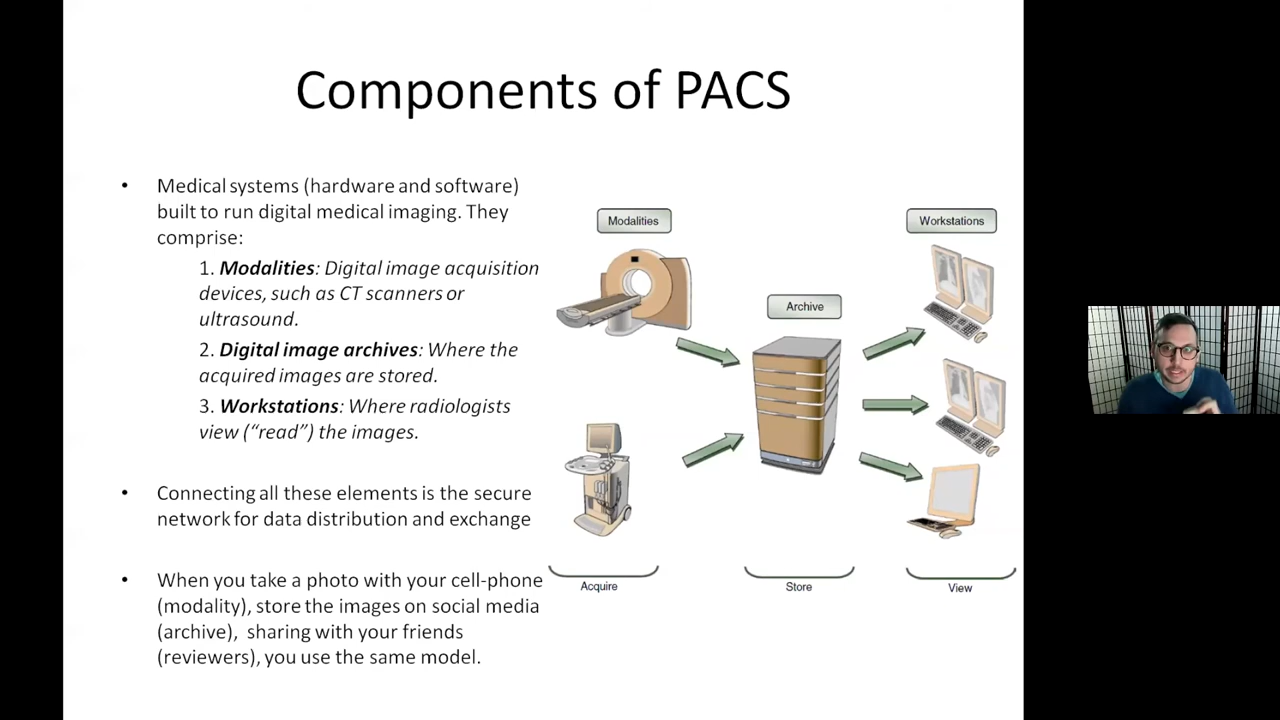 Components of PACS
• Medical systems (hardware and software)
built to run digital medical imaging. They
comprise:
1. Modalities: Digital image acquisition
devices, such as CT scanners or
ultrasound.
2. Digital image archives: Where the
acquired images are stored.
3. Workstations: Where radiologists
view (“read”) the images.
• Connecting all these elements is the secure
network for data distribution and exchange
• When you take a photo with your cell-phone
(modality), store the images on social media
(archive), sharing with your friends
(reviewers), you use the same model.
Modalities
Archive
Workstations
Acquire
Store
View